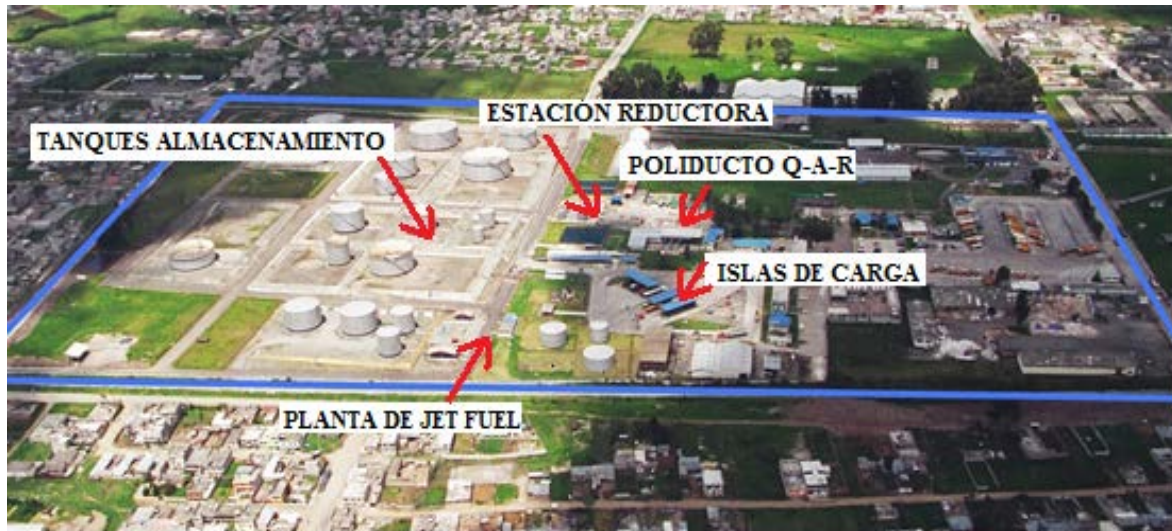 ESTACIÓN REDUCTORA
TANQUES ALMACENAMIENTO
POLIDUCTO Q-A-R
ISLAS DE CARGA
PLANTA DE JET FUEL